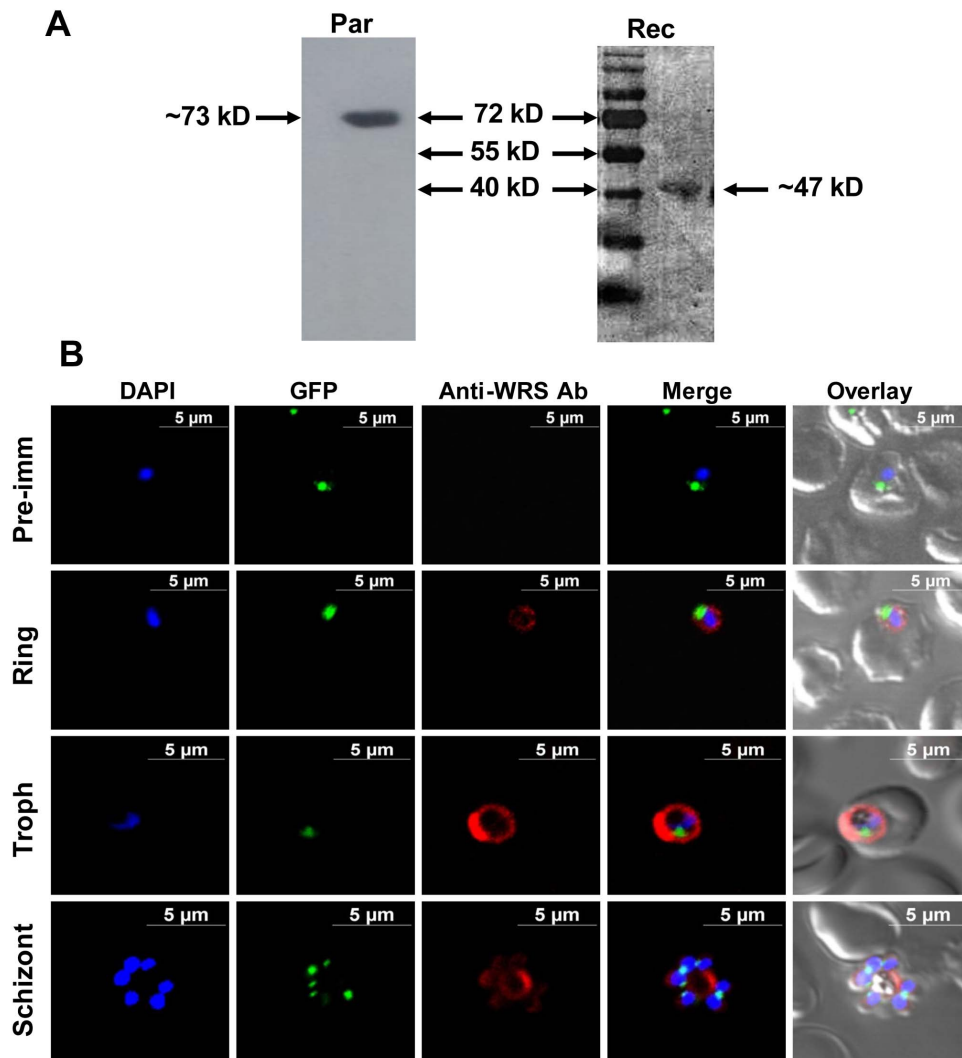 A
Par
Rec
~73 kD
72 kD
55 kD
40 kD
~47 kD
B
DAPI GFP Anti-WRS Ab Merge Overlay
Pre-imm
5 µm 5 µm 5 µm 5 µm 5 µm
Ring
5 µm 5 µm 5 µm 5 µm 5 µm
Troph
5 µm 5 µm 5 µm 5 µm 5 µm
Schizont
5 µm 5 µm 5 µm 5 µm 5 µm